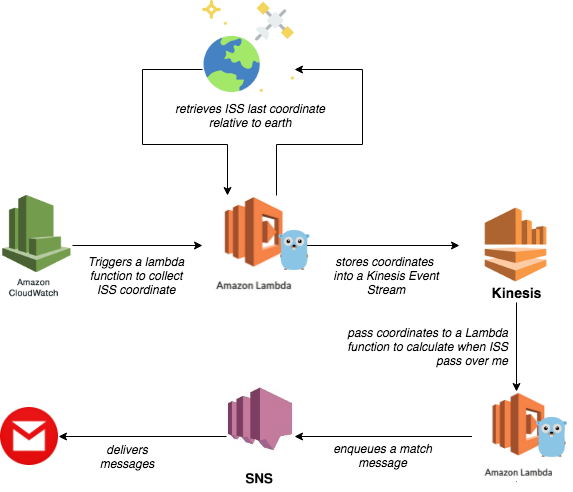 retrieves ISS last coordinate
relative to earth
Amazon
CloudWatch
Triggers a lambda
function to collect
ISS coordinate
Amazon Lambda
stores coordinates
into a Kinesis Event
Stream
Kinesis
pass coordinates to a Lambda
function to calculate when ISS
pass over me
Amazon Lambda
enqueues a match
message
SNS
delivers
messages